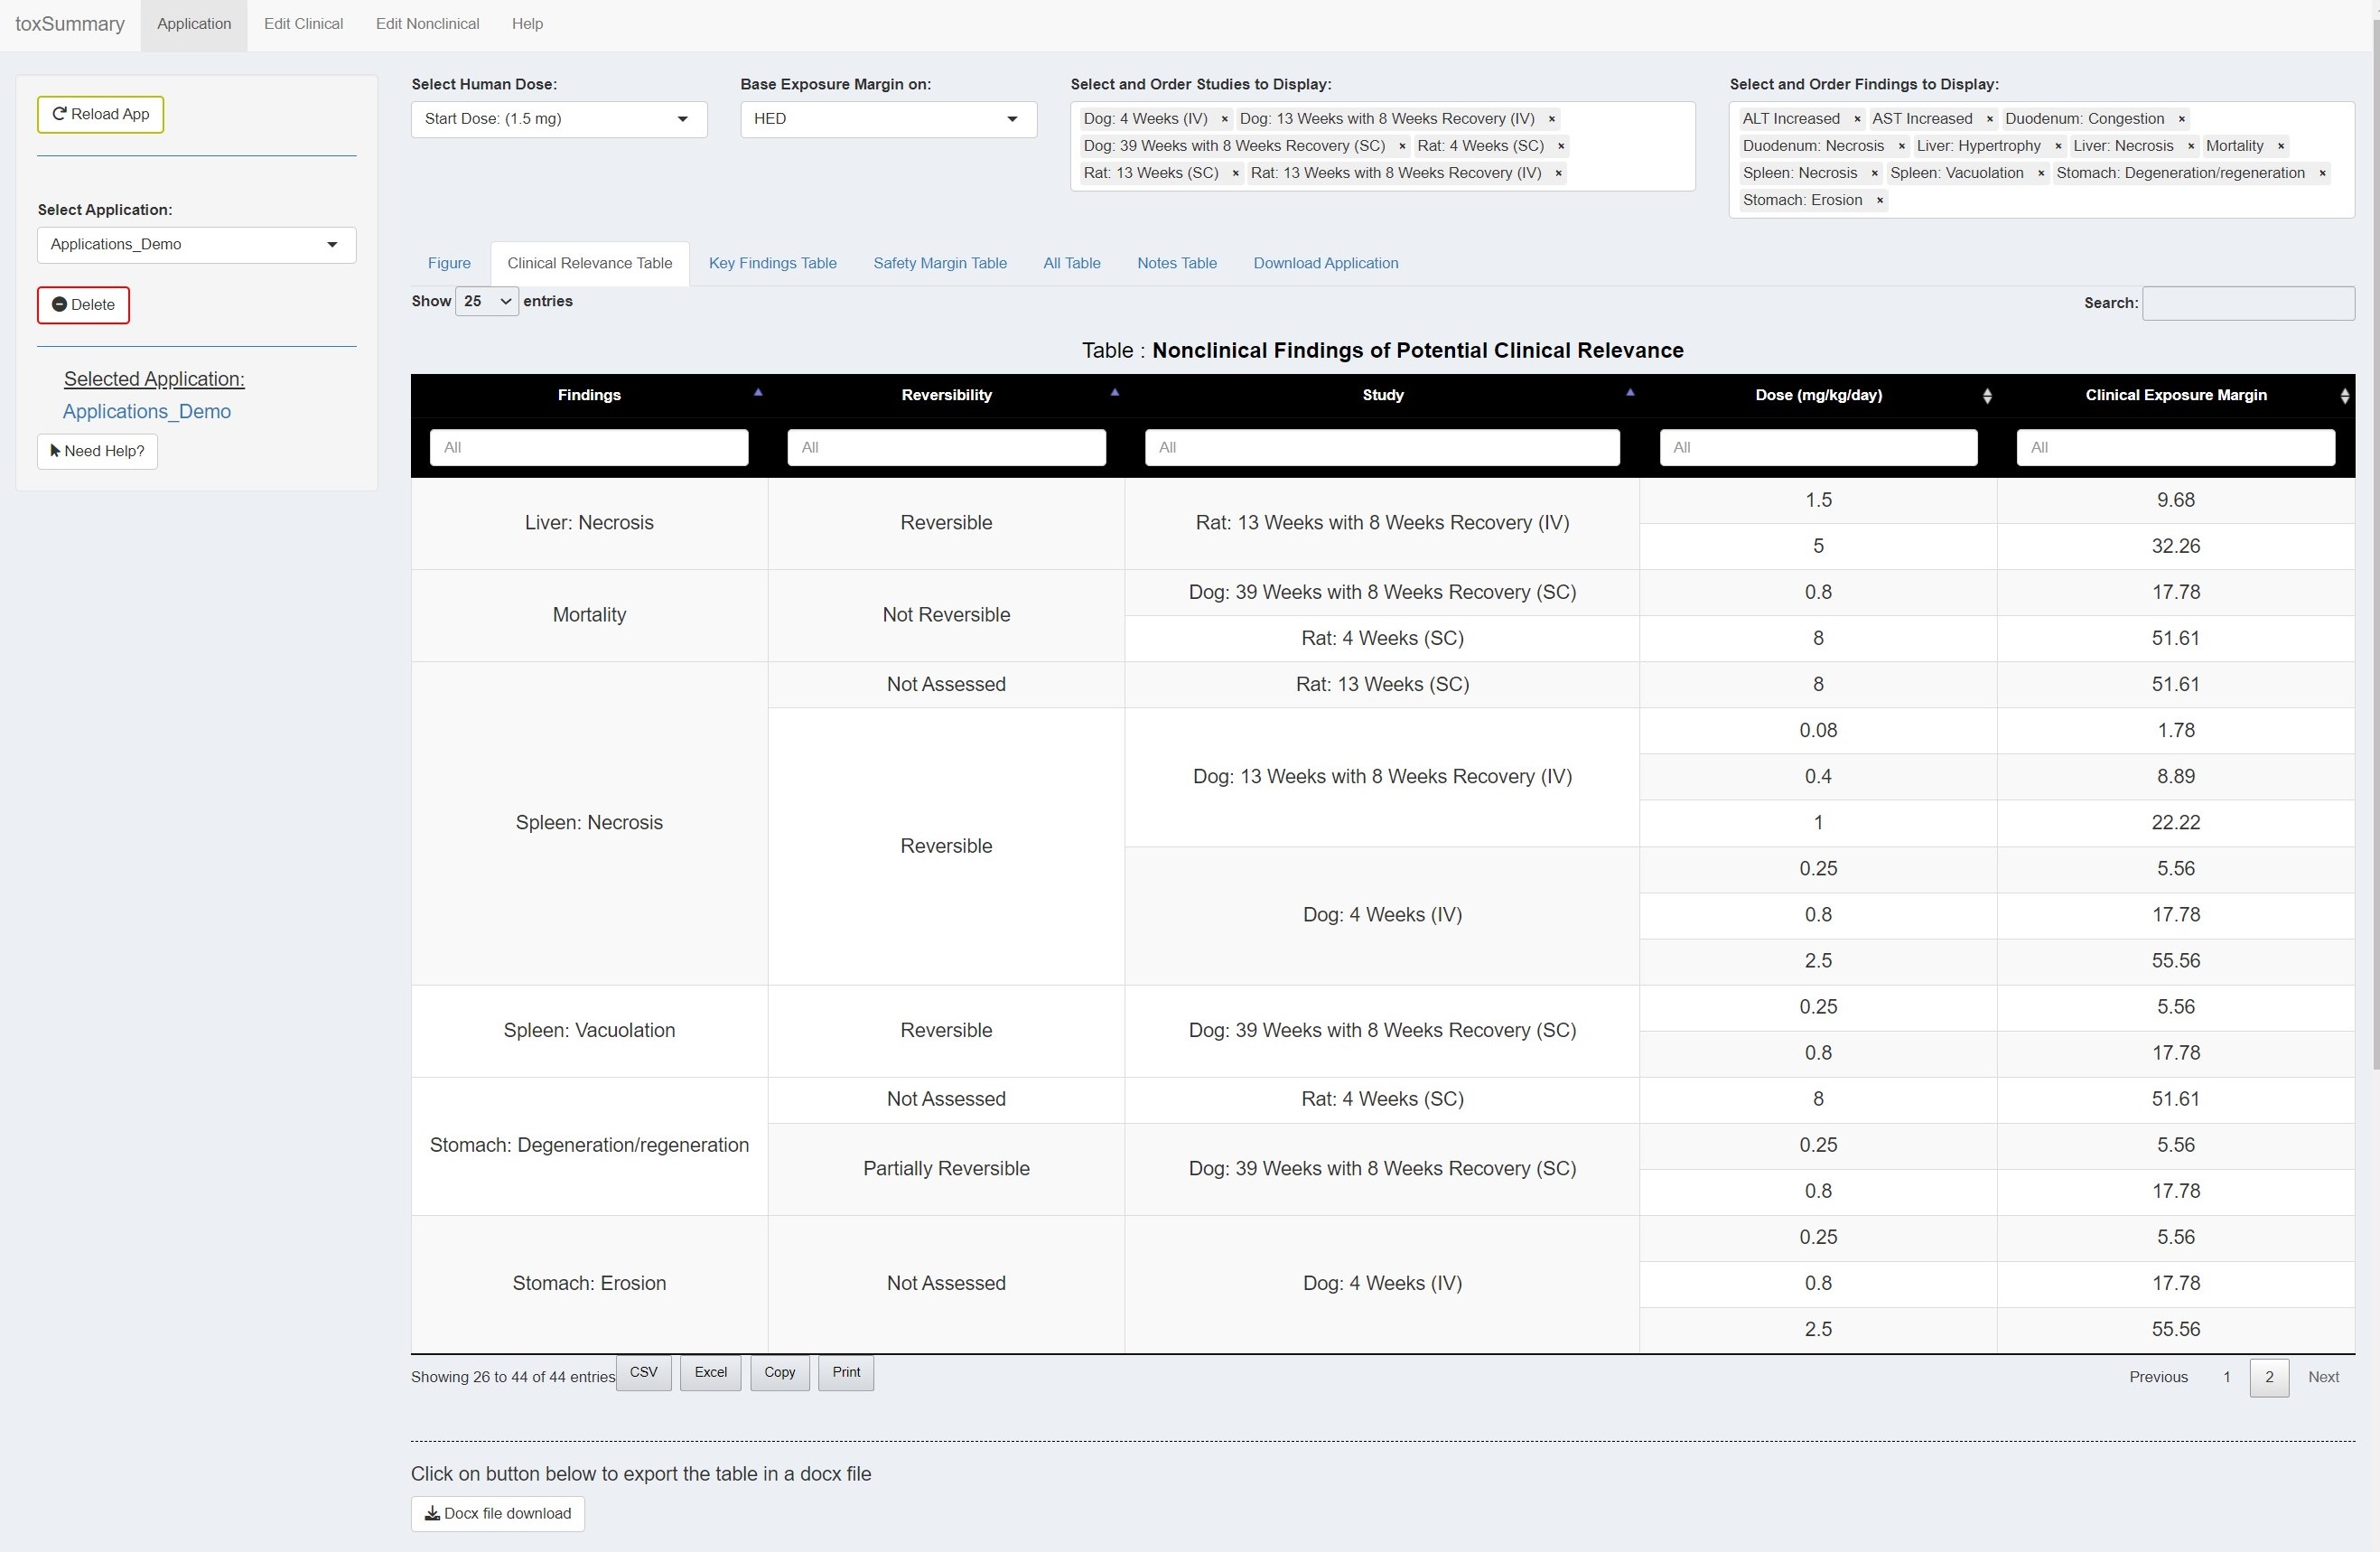 toxSummary Application Edit Clinical Edit Nonclinical Help
Reload App
Select Application:
Applications_Demo
Delete
Selected Application:
Applications_Demo
Need Help?
Select Human Dose: Base Exposure Margin on: Select and Order Studies to Display: Select and Order Findings to Display:
Start Dose: (1.5 mg)
HED
Dog: 4 Weeks (IV) × Dog: 13 Weeks with 8 Weeks Recovery (IV) ×
Dog: 39 Weeks with 8 Weeks Recovery (SC) × Rat: 4 Weeks (SC) ×
Rat: 13 Weeks (SC) × Rat: 13 Weeks with 8 Weeks Recovery (IV) ×
ALT Increased × AST Increased × Duodenum: Congestion ×
Duodenum: Necrosis × Liver: Hypertrophy × Liver: Necrosis × Mortality ×
Spleen: Necrosis × Spleen: Vacuolation × Stomach: Degeneration/regeneration ×
Stomach: Erosion ×
Figure Clinical Relevance Table Key Findings Table Safety Margin Table All Table Notes Table Download Application
Show 25 entries Search:
Table : Nonclinical Findings of Potential Clinical Relevance
Findings Reversibility Study Dose (mg/kg/day) Clinical Exposure Margin
All All All All All
Liver: Necrosis Reversible Rat: 13 Weeks with 8 Weeks Recovery (IV) 1.5 9.68
5 32.26
Mortality Not Reversible Dog: 39 Weeks with 8 Weeks Recovery (SC) 0.8 17.78
Rat: 4 Weeks (SC) 8 51.61
Spleen: Necrosis Not Assessed Rat: 13 Weeks (SC) 8 51.61
Reversible Dog: 13 Weeks with 8 Weeks Recovery (IV) 0.08 1.78
0.4 8.89
1 22.22
Dog: 4 Weeks (IV) 0.25 5.56
0.8 17.78
2.5 55.56
Spleen: Vacuolation Reversible Dog: 39 Weeks with 8 Weeks Recovery (SC) 0.25 5.56
0.8 17.78
Stomach: Degeneration/regeneration Not Assessed Rat: 4 Weeks (SC) 8 51.61
Partially Reversible Dog: 39 Weeks with 8 Weeks Recovery (SC) 0.25 5.56
0.8 17.78
Stomach: Erosion Not Assessed Dog: 4 Weeks (IV) 0.25 5.56
0.8 17.78
2.5 55.56
Showing 26 to 44 of 44 entries CSV Excel Copy Print Previous 1 2 Next
Click on button below to export the table in a docx file
Docx file download